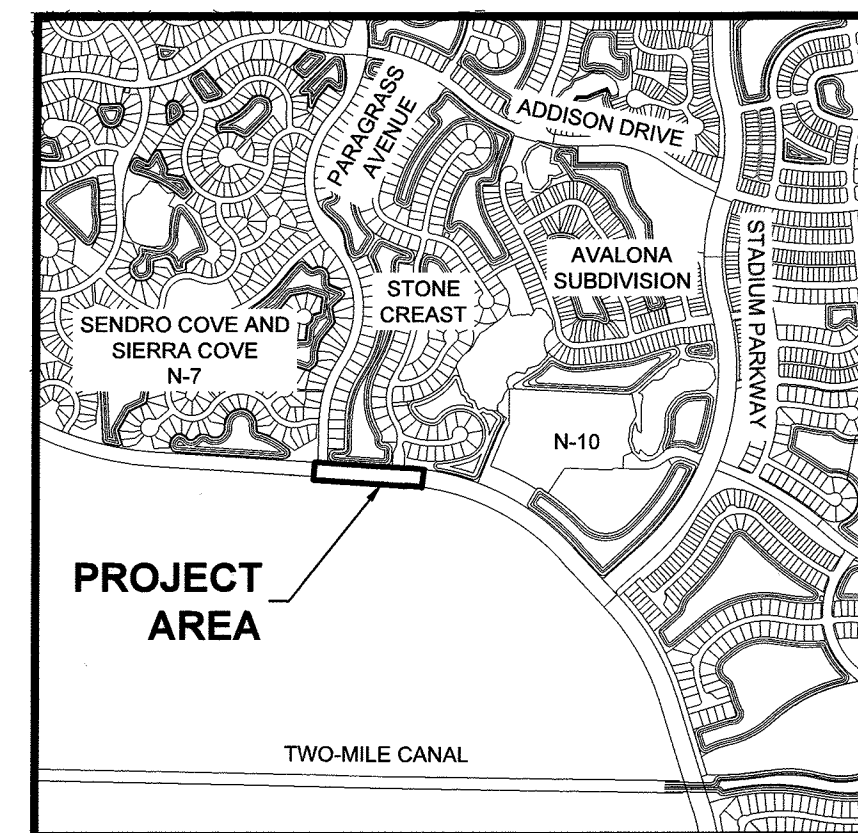 PARAGRASS
AVENUE
ADDISON DRIVE
AVALONA
SUBDIVISION
STADIUM PARKWAY
STONE
CREAST
SENDRO COVE AND
SIERRA COVE
N-7
N-10
PROJECT
AREA
TWO-MILE CANAL